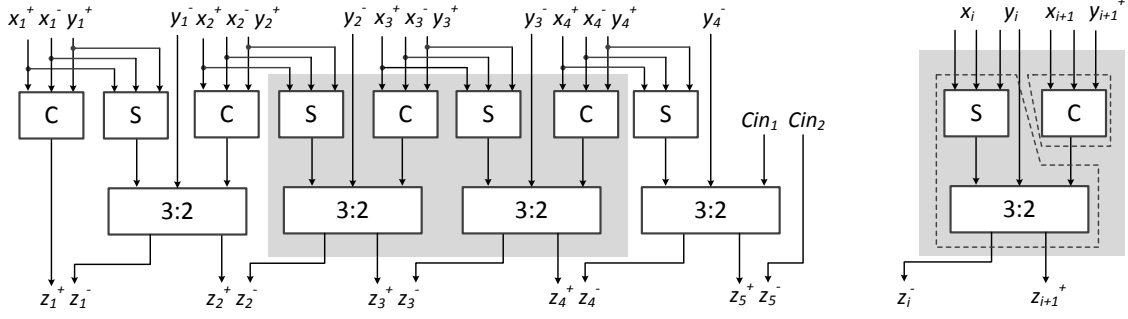 x₁⁺ x₁⁻ y₁⁺ y₁⁻ x₂⁺ x₂⁻ y₂⁺ y₂⁻ x₃⁺ x₃⁻ y₃⁺ y₃⁻ x₄⁺ x₄⁻ y₄⁺ y₄⁻ xᵢ yᵢ xᵢ₊₁ yᵢ₊₁⁺
C S C S C S C S S C
Cin₁ Cin₂
3:2 3:2 3:2 3:2 3:2
z₁⁺ z₁⁻ z₂⁺ z₂⁻ z₃⁺ z₃⁻ z₄⁺ z₄⁻ z₅⁺ z₅⁻ zᵢ⁻ zᵢ₊₁⁺